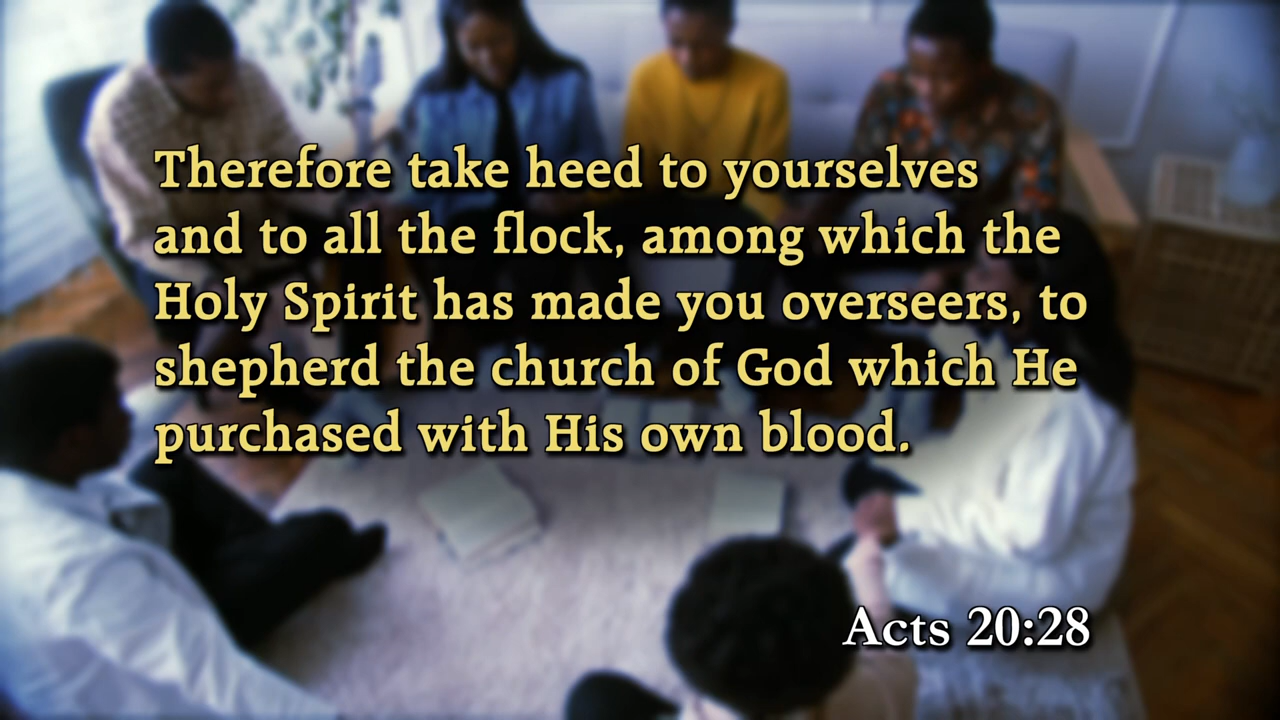 Therefore take heed to yourselves
and to all the flock, among which the
Holy Spirit has made you overseers, to
shepherd the church of God which He
purchased with His own blood.
Acts 20:28